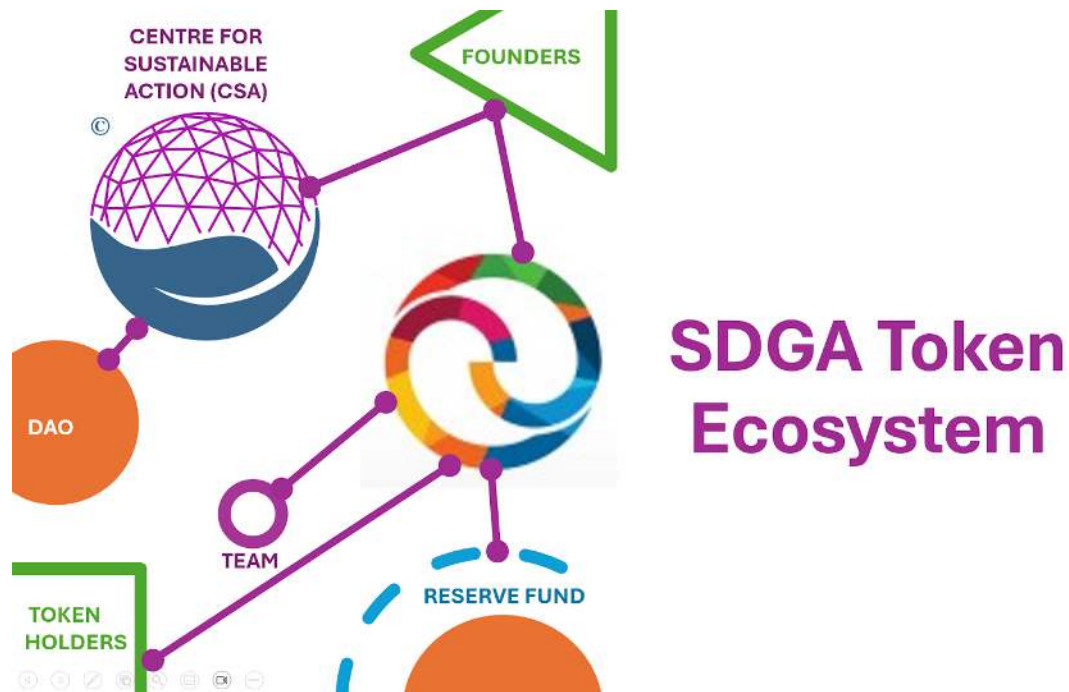 CENTRE FOR
SUSTAINABLE
ACTION (CSA)
©
FOUNDERS
SDGA Token
Ecosystem
DAO
TEAM
RESERVE FUND
TOKEN
HOLDERS